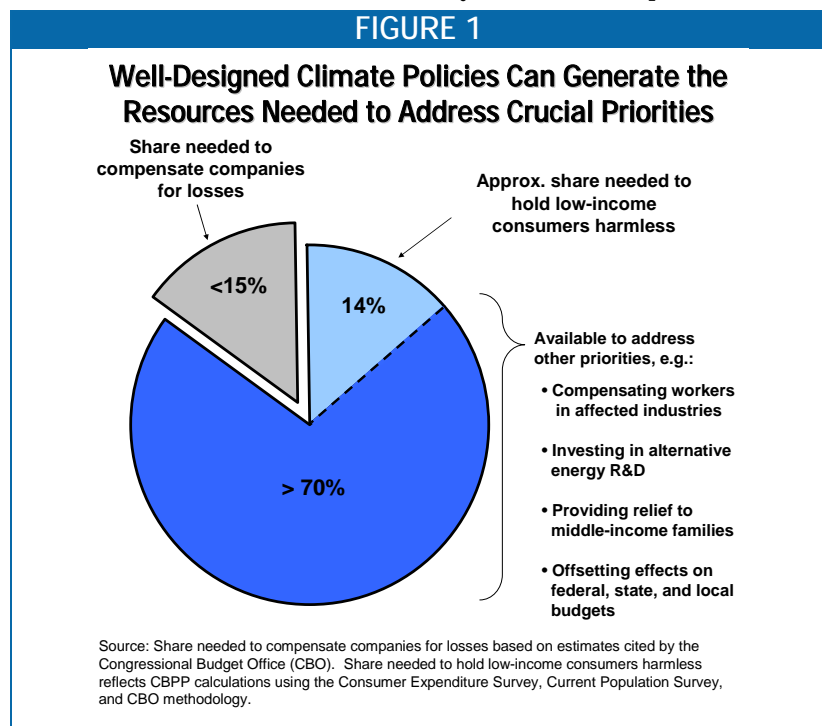 FIGURE 1
Well-Designed Climate Policies Can Generate the
Resources Needed to Address Crucial Priorities
Share needed to
compensate companies
for losses
Approx. share needed to
hold low-income
consumers harmless
<15%
14%
> 70%
Available to address
other priorities, e.g.:
• Compensating workers
in affected industries
• Investing in alternative
energy R&D
• Providing relief to
middle-income families
• Offsetting effects on
federal, state, and local
budgets
Source: Share needed to compensate companies for losses based on estimates cited by the
Congressional Budget Office (CBO).  Share needed to hold low-income consumers harmless
reflects CBPP calculations using the Consumer Expenditure Survey, Current Population Survey,
and CBO methodology.